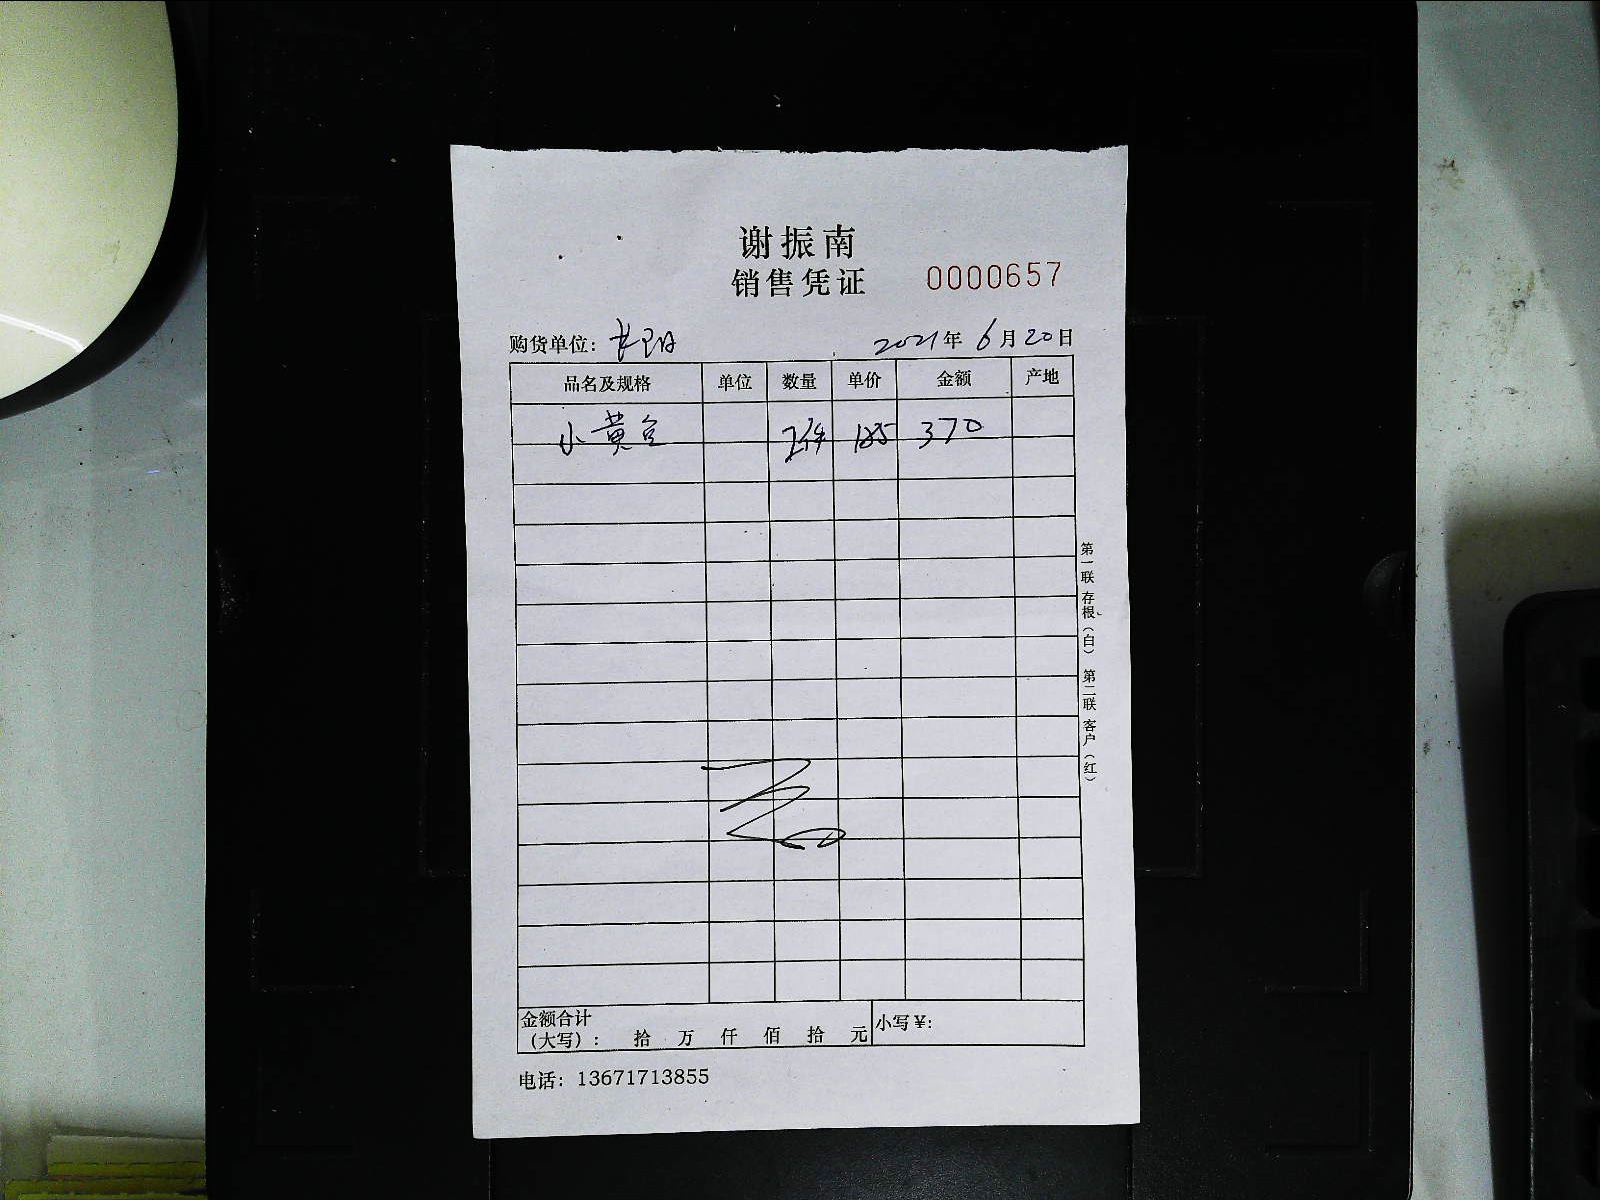 谢振南
销售凭证 0000657
购货单位: 2021年6月20日
品名及规格 单位 数量 单价 金额 产地
小黄豆 2件 185 370
第一联 存根(白) 第二联 客户(红)
金额合计
(大写): 拾 万 仟 佰 拾 元 小写¥:
电话: 13671713855